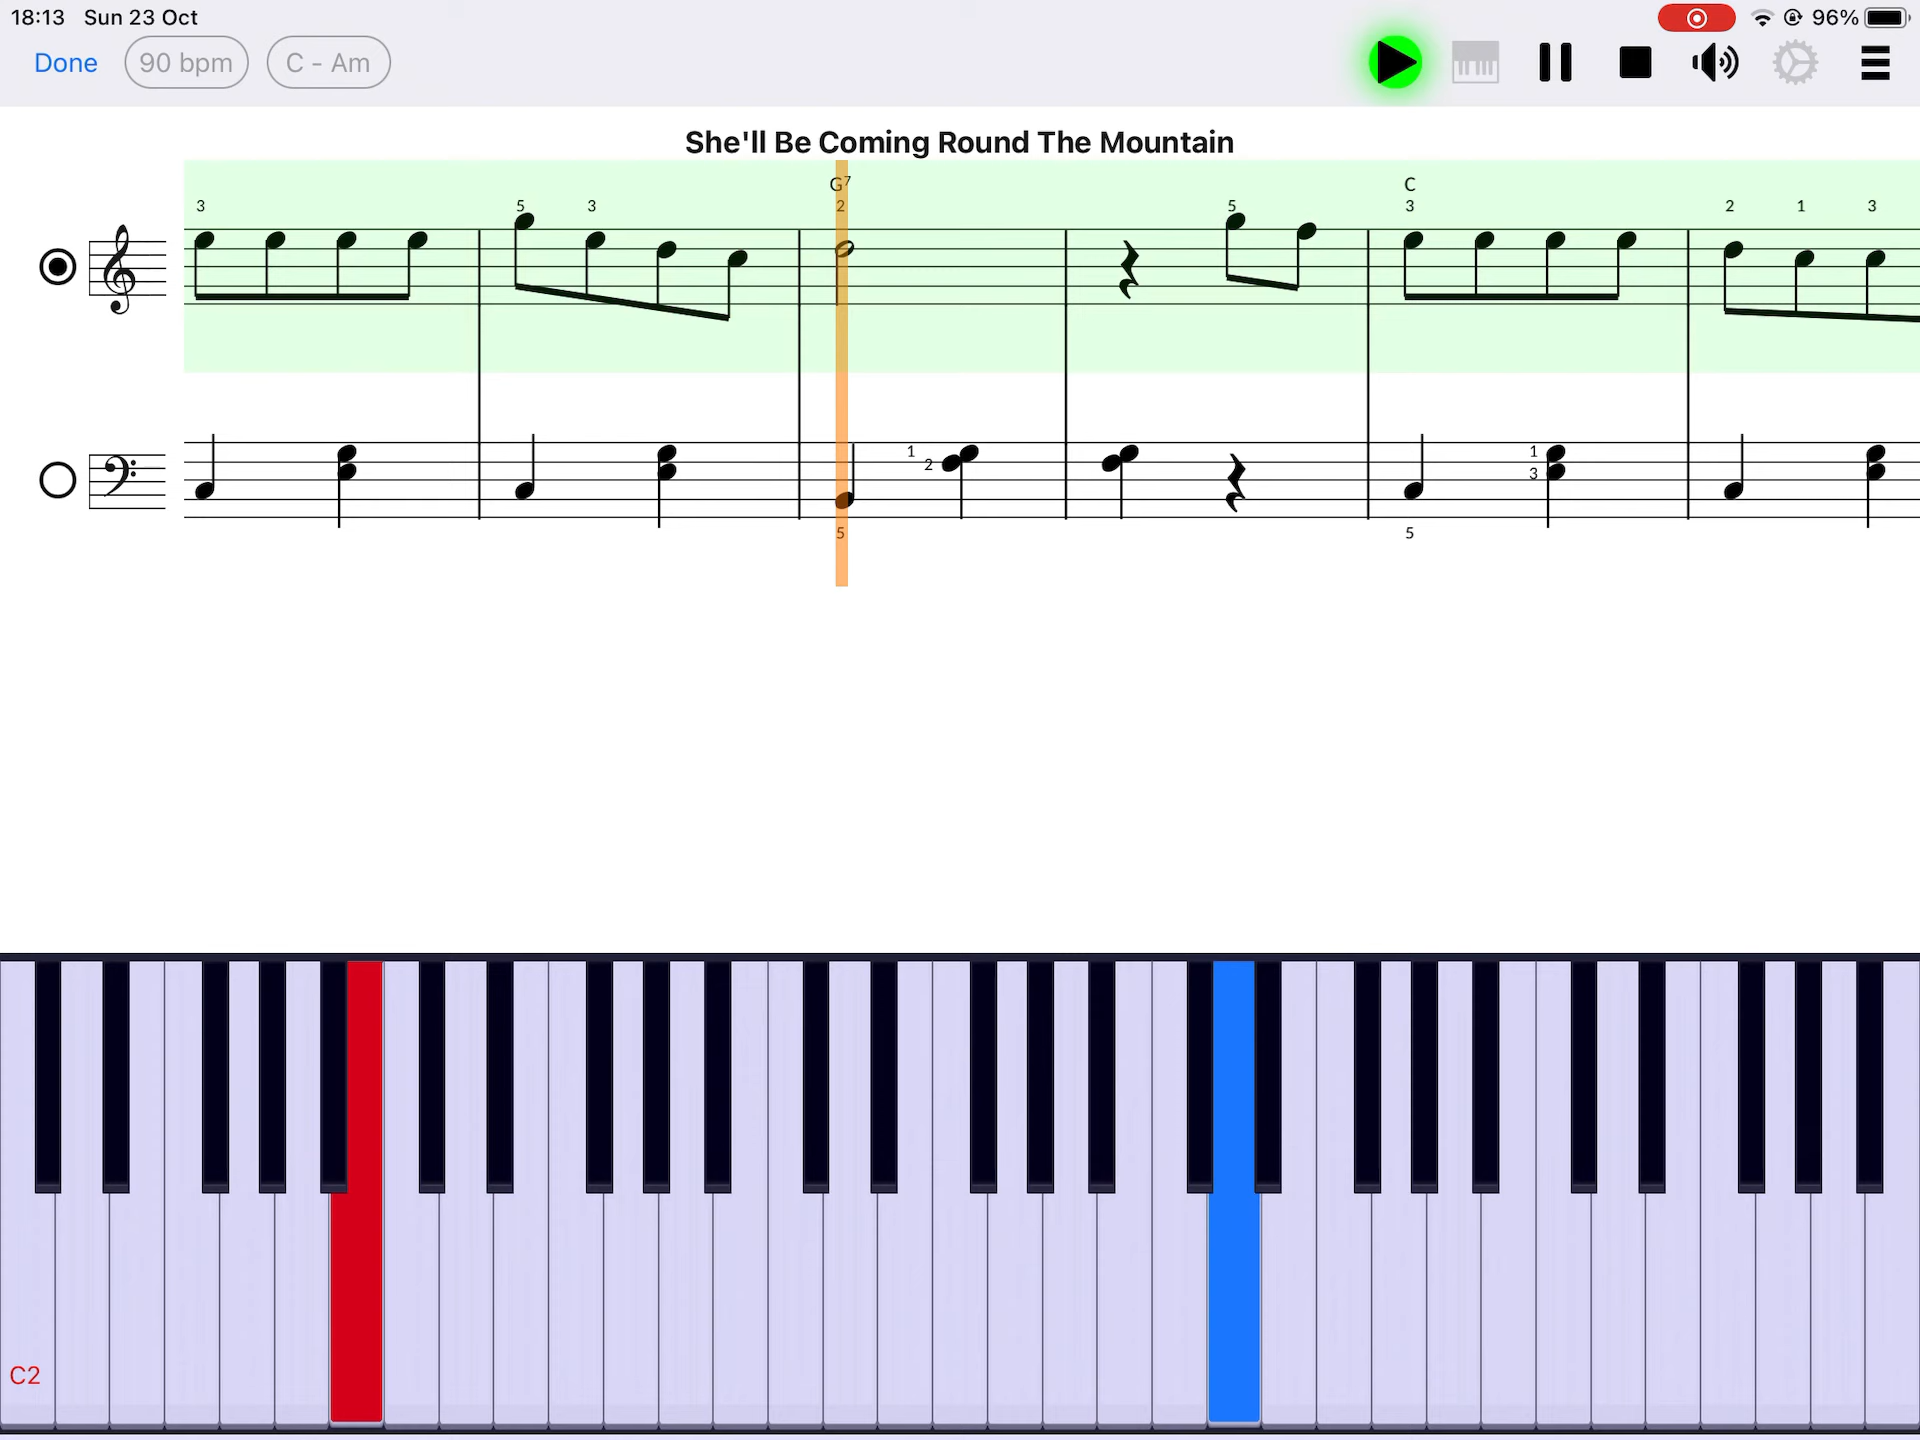 18:13 Sun 23 Oct
96%
Done
90 bpm
C - Am
She'll Be Coming Round The Mountain
G7 C
3 5 3 2 5 3 2 1 3
1 1
2 3
5 5
C2